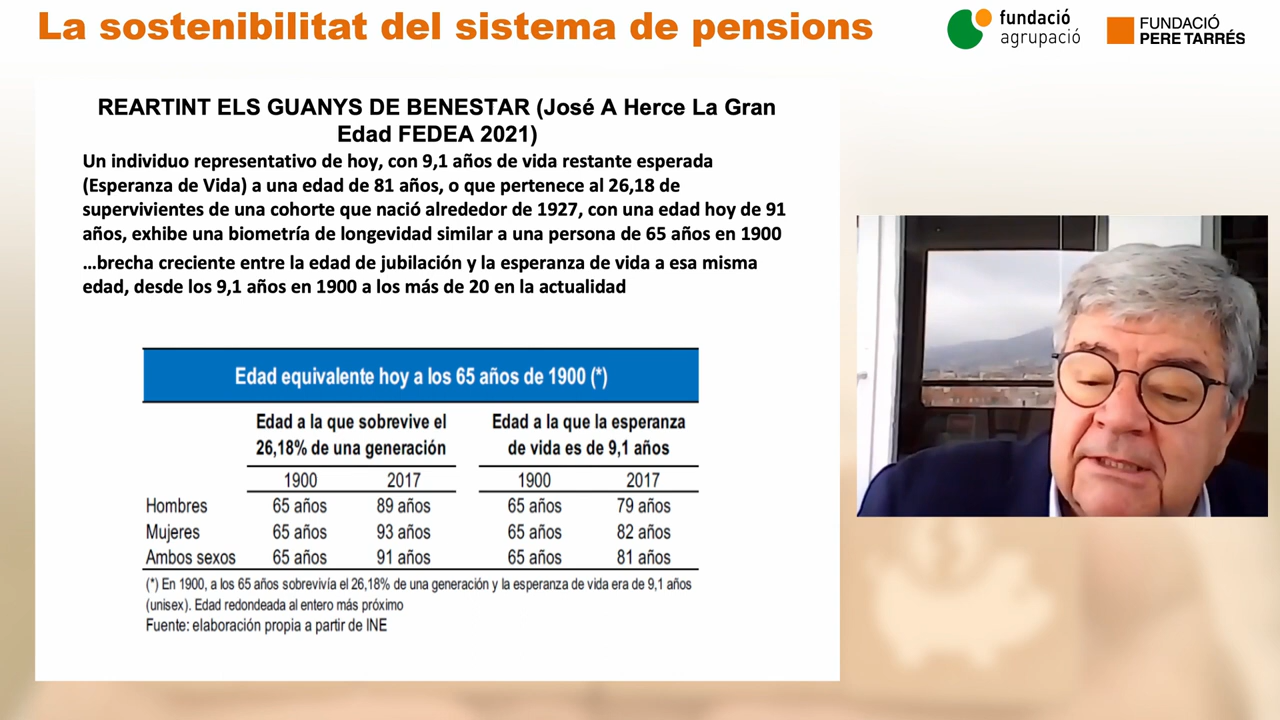 La sostenibilitat del sistema de pensions
fundació
agrupació
FUNDACIÓ
PERE TARRÉS
REARTINT ELS GUANYS DE BENESTAR (José A Herce La Gran
Edad FEDEA 2021)
Un individuo representativo de hoy, con 9,1 años de vida restante esperada
(Esperanza de Vida) a una edad de 81 años, o que pertenece al 26,18 de
supervivientes de una cohorte que nació alrededor de 1927, con una edad hoy de 91
años, exhibe una biometría de longevidad similar a una persona de 65 años en 1900
...brecha creciente entre la edad de jubilación y la esperanza de vida a esa misma
edad, desde los 9,1 años en 1900 a los más de 20 en la actualidad
Edad equivalente hoy a los 65 años de 1900 (*)
Edad a la que sobrevive el
26,18% de una generación
Edad a la que la esperanza
de vida es de 9,1 años
1900 2017 1900 2017
Hombres 65 años 89 años 65 años 79 años
Mujeres 65 años 93 años 65 años 82 años
Ambos sexos 65 años 91 años 65 años 81 años
(*) En 1900, a los 65 años sobrevivía el 26,18% de una generación y la esperanza de vida era de 9,1 años
(unisex). Edad redondeada al entero más próximo
Fuente: elaboración propia a partir de INE